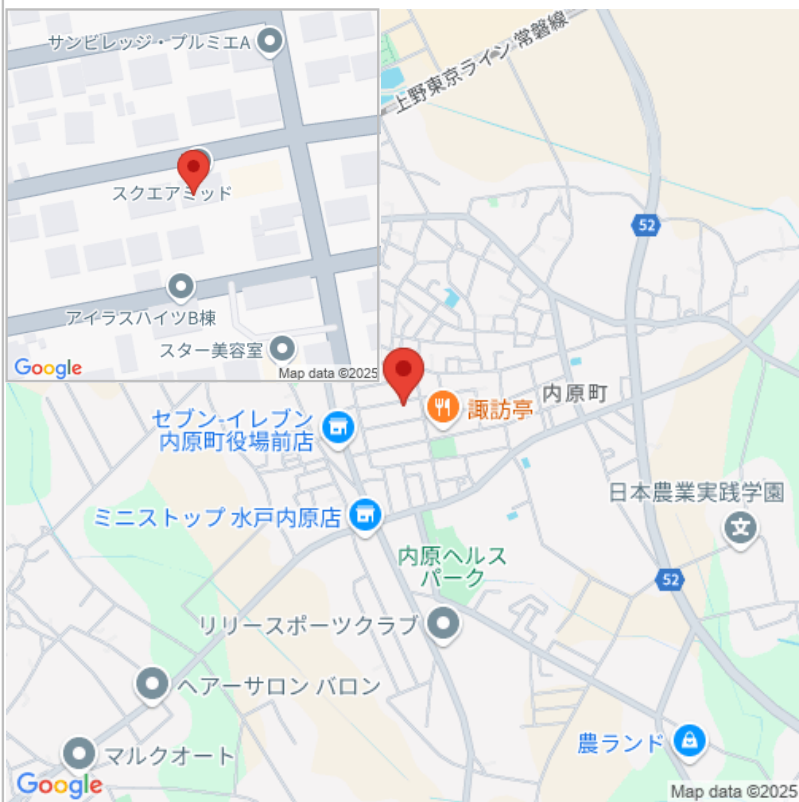 サンビレッジ・プルミエA
スクエアミッド
アイラスハイツB棟
スター美容室
Google
Map data ©2025
上野東京ライン 常磐線
52
セブン-イレブン
内原町役場前店
諏訪亭
内原町
ミニストップ 水戸内原店
日本農業実践学園
文
内原ヘルス
パーク
52
リリースポーツクラブ
ヘアーサロン バロン
農ランド
マルクオート
Google
Map data ©2025